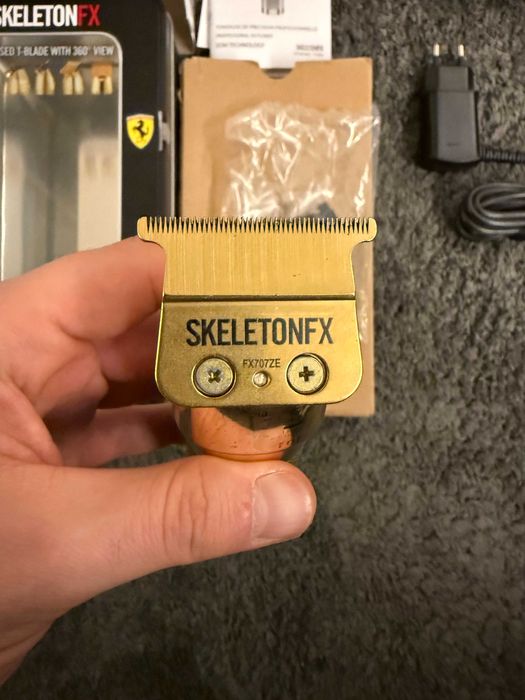 SKELETONFX
SED T-BLADE WITH 360° VIEW
SKELETONFX
FX707ZE